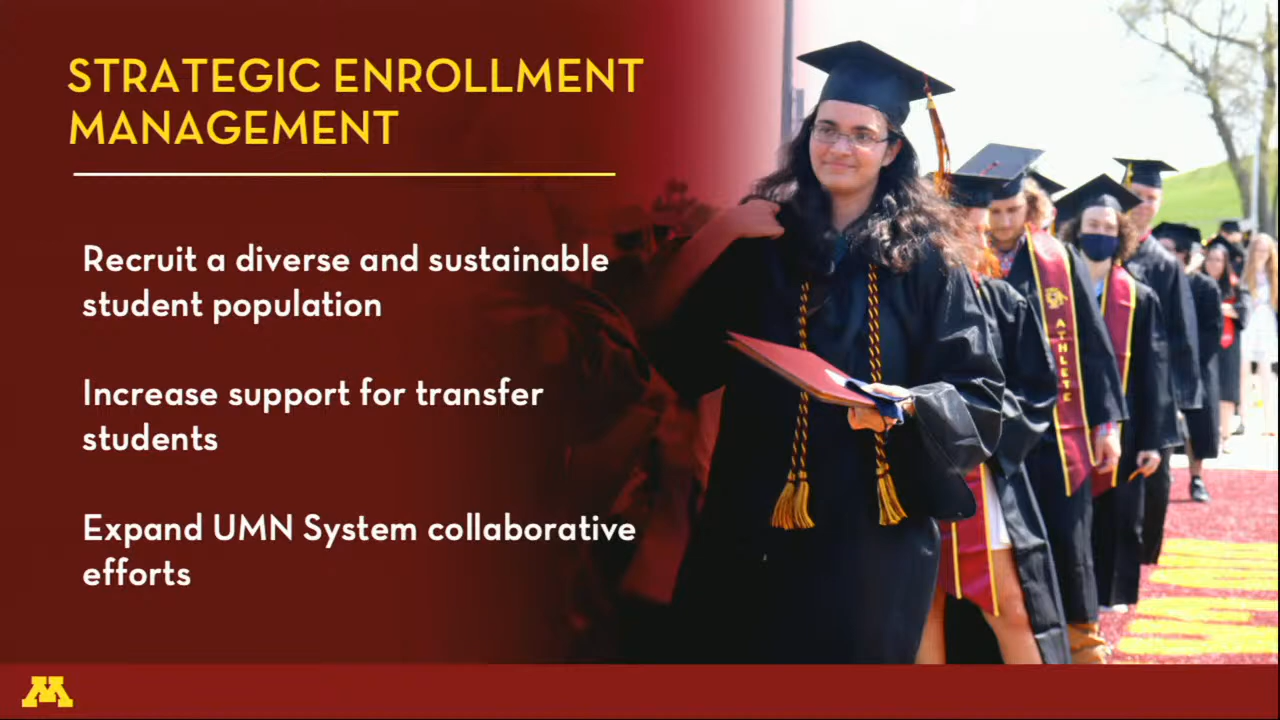 STRATEGIC ENROLLMENT
MANAGEMENT
Recruit a diverse and sustainable
student population
Increase support for transfer
students
Expand UMN System collaborative
efforts
ATHLETE
M